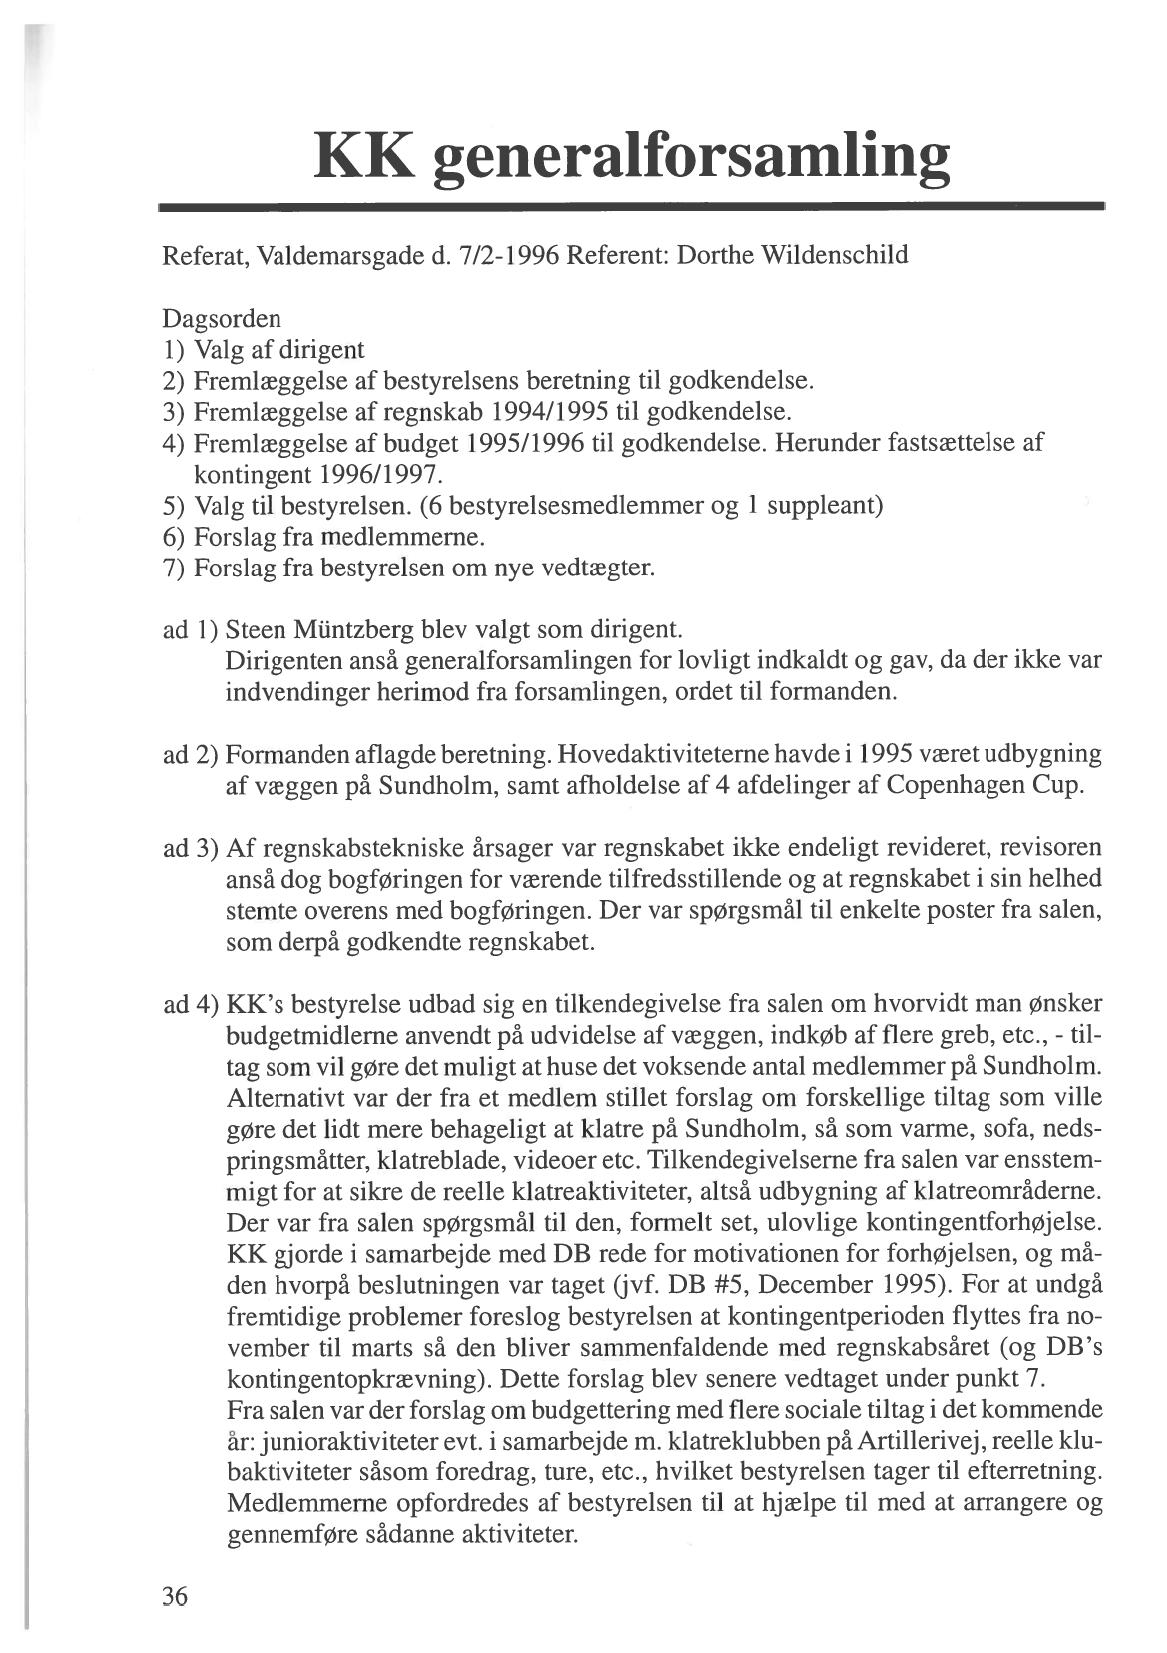 KK generalforsamling
Referat, Valdemarsgade d. 7/2-1996 Referent: Dorthe Wildenschild
Dagsorden
1) Valg af dirigent
2) Fremlæggelse af bestyrelsens beretning til godkendelse.
3) Fremlæggelse af regnskab 1994/1995 til godkendelse.
4) Fremlæggelse af budget 1995/1996 til godkendelse. Herunder fastsættelse af
kontingent 1996/1997.
5) Valg til bestyrelsen. (6 bestyrelsesmedlemmer og 1 suppleant)
6) Forslag fra medlemmerne.
7) Forslag fra bestyrelsen om nye vedtægter.
ad 1) Steen Müntzberg blev valgt som dirigent.
Dirigenten anså generalforsamlingen for lovligt indkaldt og gav, da der ikke var
indvendinger herimod fra forsamlingen, ordet til formanden.
ad 2) Formanden aflagde beretning. Hovedaktiviteterne havde i 1995 været udbygning
af væggen på Sundholm, samt afholdelse af 4 afdelinger af Copenhagen Cup.
ad 3) Af regnskabstekniske årsager var regnskabet ikke endeligt revideret, revisoren
anså dog bogføringen for værende tilfredsstillende og at regnskabet i sin helhed
stemte overens med bogføringen. Der var spørgsmål til enkelte poster fra salen,
som derpå godkendte regnskabet.
ad 4) KK's bestyrelse udbad sig en tilkendegivelse fra salen om hvorvidt man ønsker
budgetmidlerne anvendt på udvidelse af væggen, indkøb af flere greb, etc., - til-
tag som vil gøre det muligt at huse det voksende antal medlemmer på Sundholm.
Alternativt var der fra et medlem stillet forslag om forskellige tiltag som ville
gøre det lidt mere behageligt at klatre på Sundholm, så som varme, sofa, neds-
pringsmåtter, klatreblade, videoer etc. Tilkendegivelserne fra salen var ensstem-
migt for at sikre de reelle klatreaktiviteter, altså udbygning af klatreområderne.
Der var fra salen spørgsmål til den, formelt set, ulovlige kontingentforhøjelse.
KK gjorde i samarbejde med DB rede for motivationen for forhøjelsen, og må-
den hvorpå beslutningen var taget (jvf. DB #5, December 1995). For at undgå
fremtidige problemer foreslog bestyrelsen at kontingentperioden flyttes fra no-
vember til marts så den bliver sammenfaldende med regnskabsåret (og DB's
kontingentopkrævning). Dette forslag blev senere vedtaget under punkt 7.
Fra salen var der forslag om budgettering med flere sociale tiltag i det kommende
år: junioraktiviteter evt. i samarbejde m. klatreklubben på Artillerivej, reelle klu-
baktiviteter såsom foredrag, ture, etc., hvilket bestyrelsen tager til efterretning.
Medlemmerne opfordredes af bestyrelsen til at hjælpe til med at arrangere og
gennemføre sådanne aktiviteter.
36